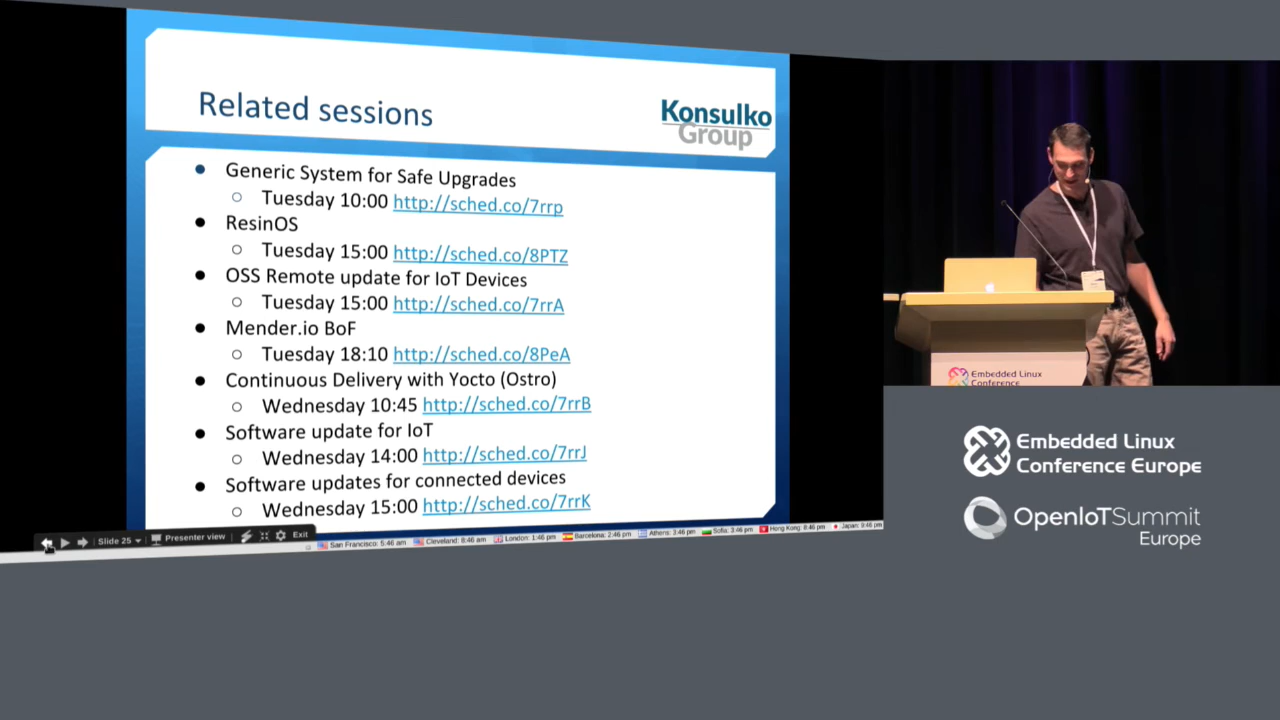 Related sessions
Konsulko
Group
Generic System for Safe Upgrades
Tuesday 10:00 http://sched.co/7rrp
ResinOS
Tuesday 15:00 http://sched.co/8PTZ
OSS Remote update for IoT Devices
Tuesday 15:00 http://sched.co/7rrA
Mender.io BoF
Tuesday 18:10 http://sched.co/8PeA
Continuous Delivery with Yocto (Ostro)
Wednesday 10:45 http://sched.co/7rrB
Software update for IoT
Wednesday 14:00 http://sched.co/7rrJ
Software updates for connected devices
Wednesday 15:00 http://sched.co/7rrK
Slide 25 Presenter view Exit
San Francisco: 5:46 am Cleveland: 8:46 am London: 1:46 pm Barcelona: 2:46 pm Athens: 3:46 pm Sofia: 3:46 pm Hong Kong: 8:46 pm Japan: 9:46 pm
Embedded Linux
Conference
Embedded Linux
Conference Europe
OpenIoTSummit
Europe